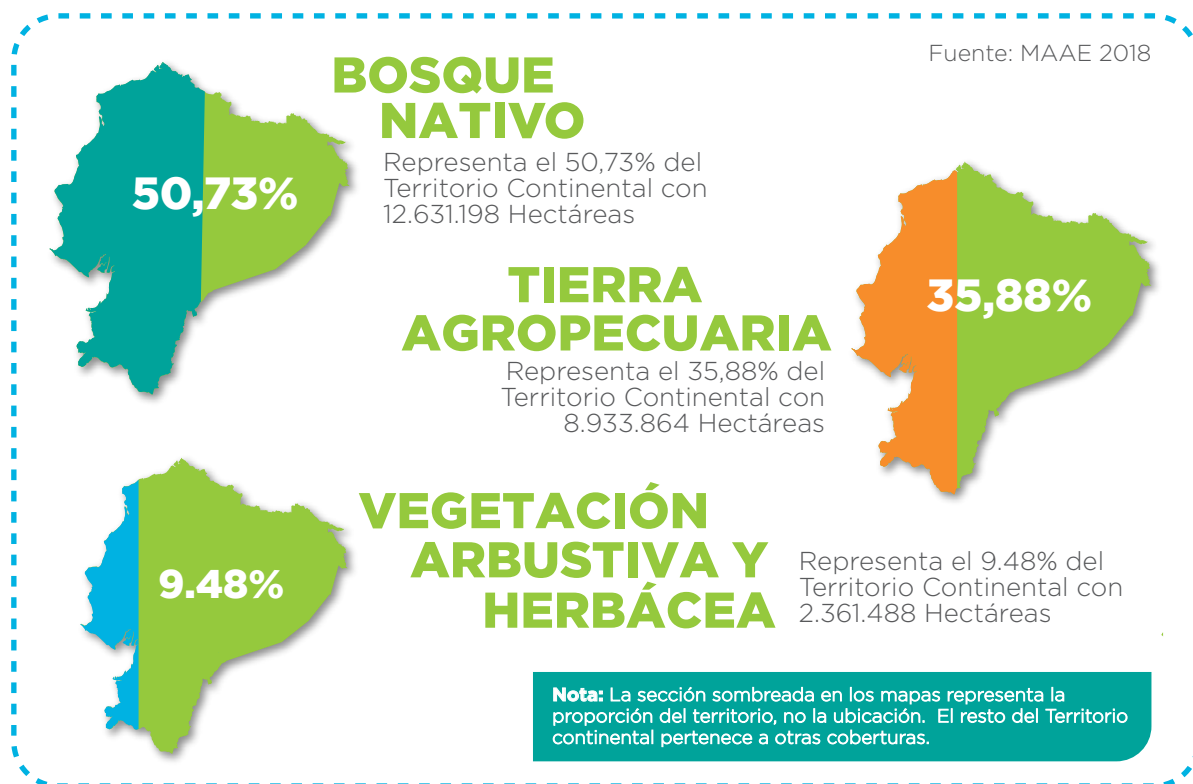 Fuente: MAAE 2018
BOSQUE
NATIVO
Representa el 50,73% del
Territorio Continental con
12.631.198 Hectáreas
50,73%
TIERRA
AGROPECUARIA
Representa el 35,88% del
Territorio Continental con
8.933.864 Hectáreas
35,88%
VEGETACIÓN
ARBUSTIVA Y
HERBÁCEA
Representa el 9.48% del
Territorio Continental con
2.361.488 Hectáreas
9.48%
Nota: La sección sombreada en los mapas representa la
proporción del territorio, no la ubicación. El resto del Territorio
continental pertenece a otras coberturas.